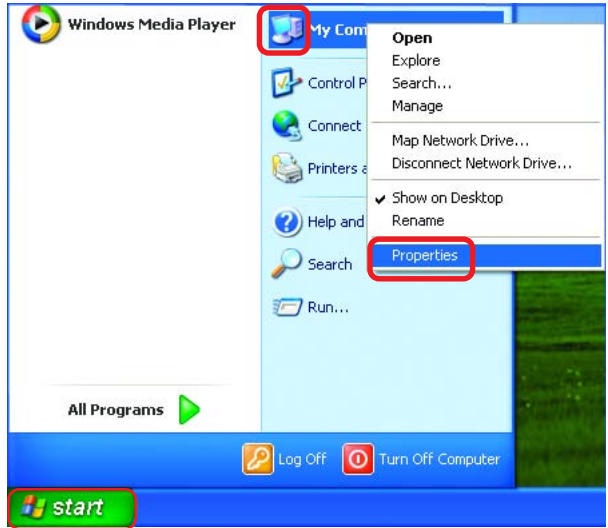 Windows Media Player
My Com
Control P
Connect
Printers a
Help and
Search
Run...
Open
Explore
Search...
Manage
Map Network Drive...
Disconnect Network Drive...
Show on Desktop
Rename
Properties
All Programs
Log Off
Turn Off Computer
start